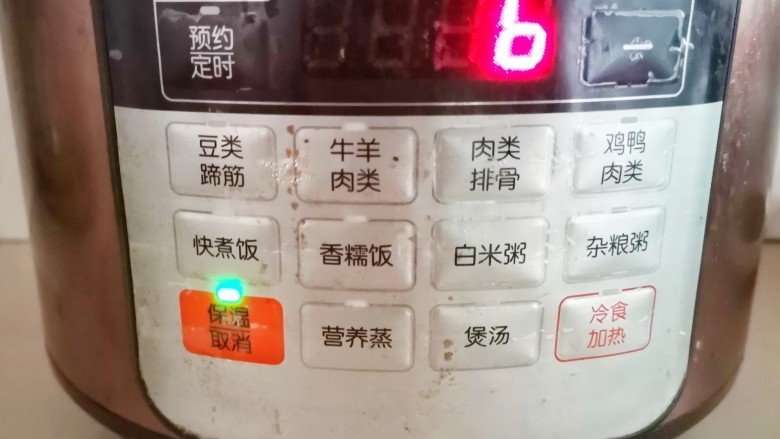 预约
定时
6
豆类
蹄筋
牛羊
肉类
肉类
排骨
鸡鸭
肉类
快煮饭
香糯饭
白米粥
杂粮粥
保温
取消
营养蒸
煲汤
冷食
加热